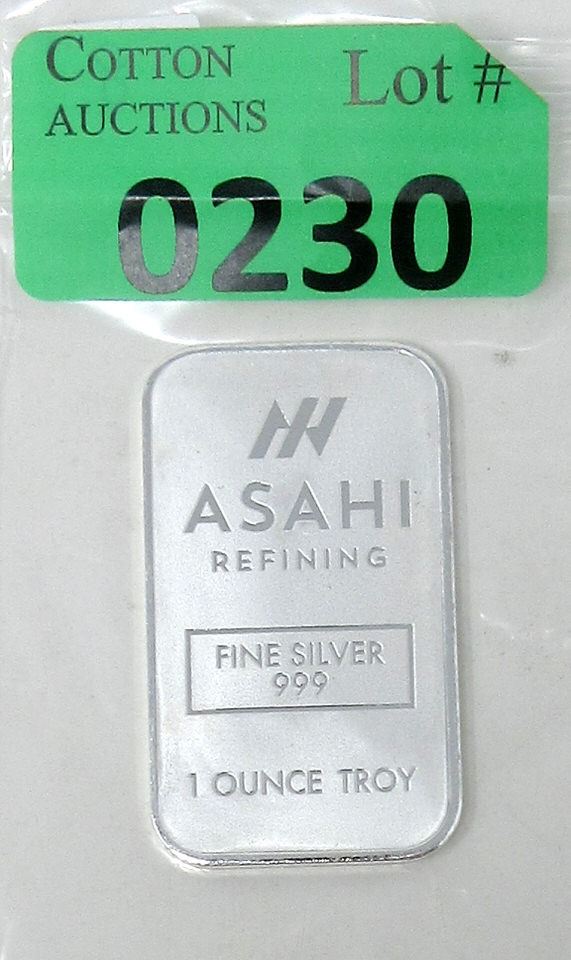 COTTON
AUCTIONS
Lot #
0230
ASAHI
REFINING
FINE SILVER
999
1 OUNCE TROY